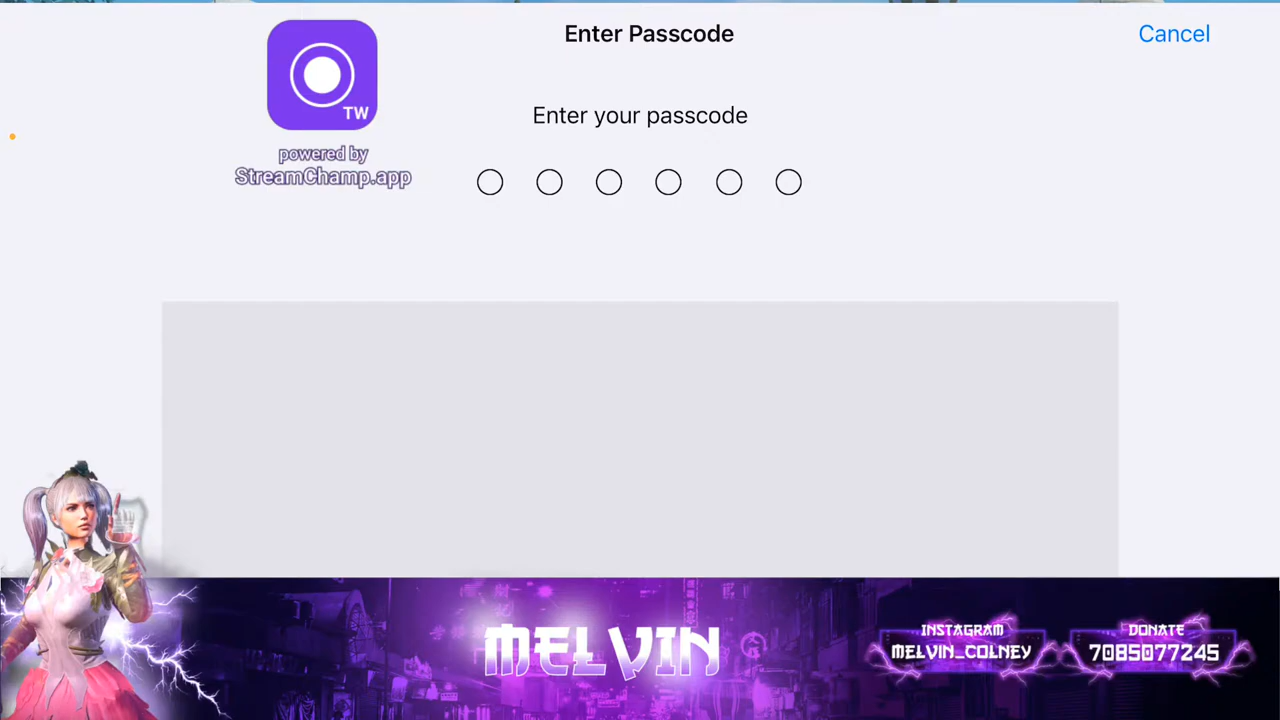 Enter Passcode
Cancel
TW
Enter your passcode
powered by
StreamChamp.app
MELVIN
INSTAGRAM
MELVIN_COLNEY
DONATE
7085077245